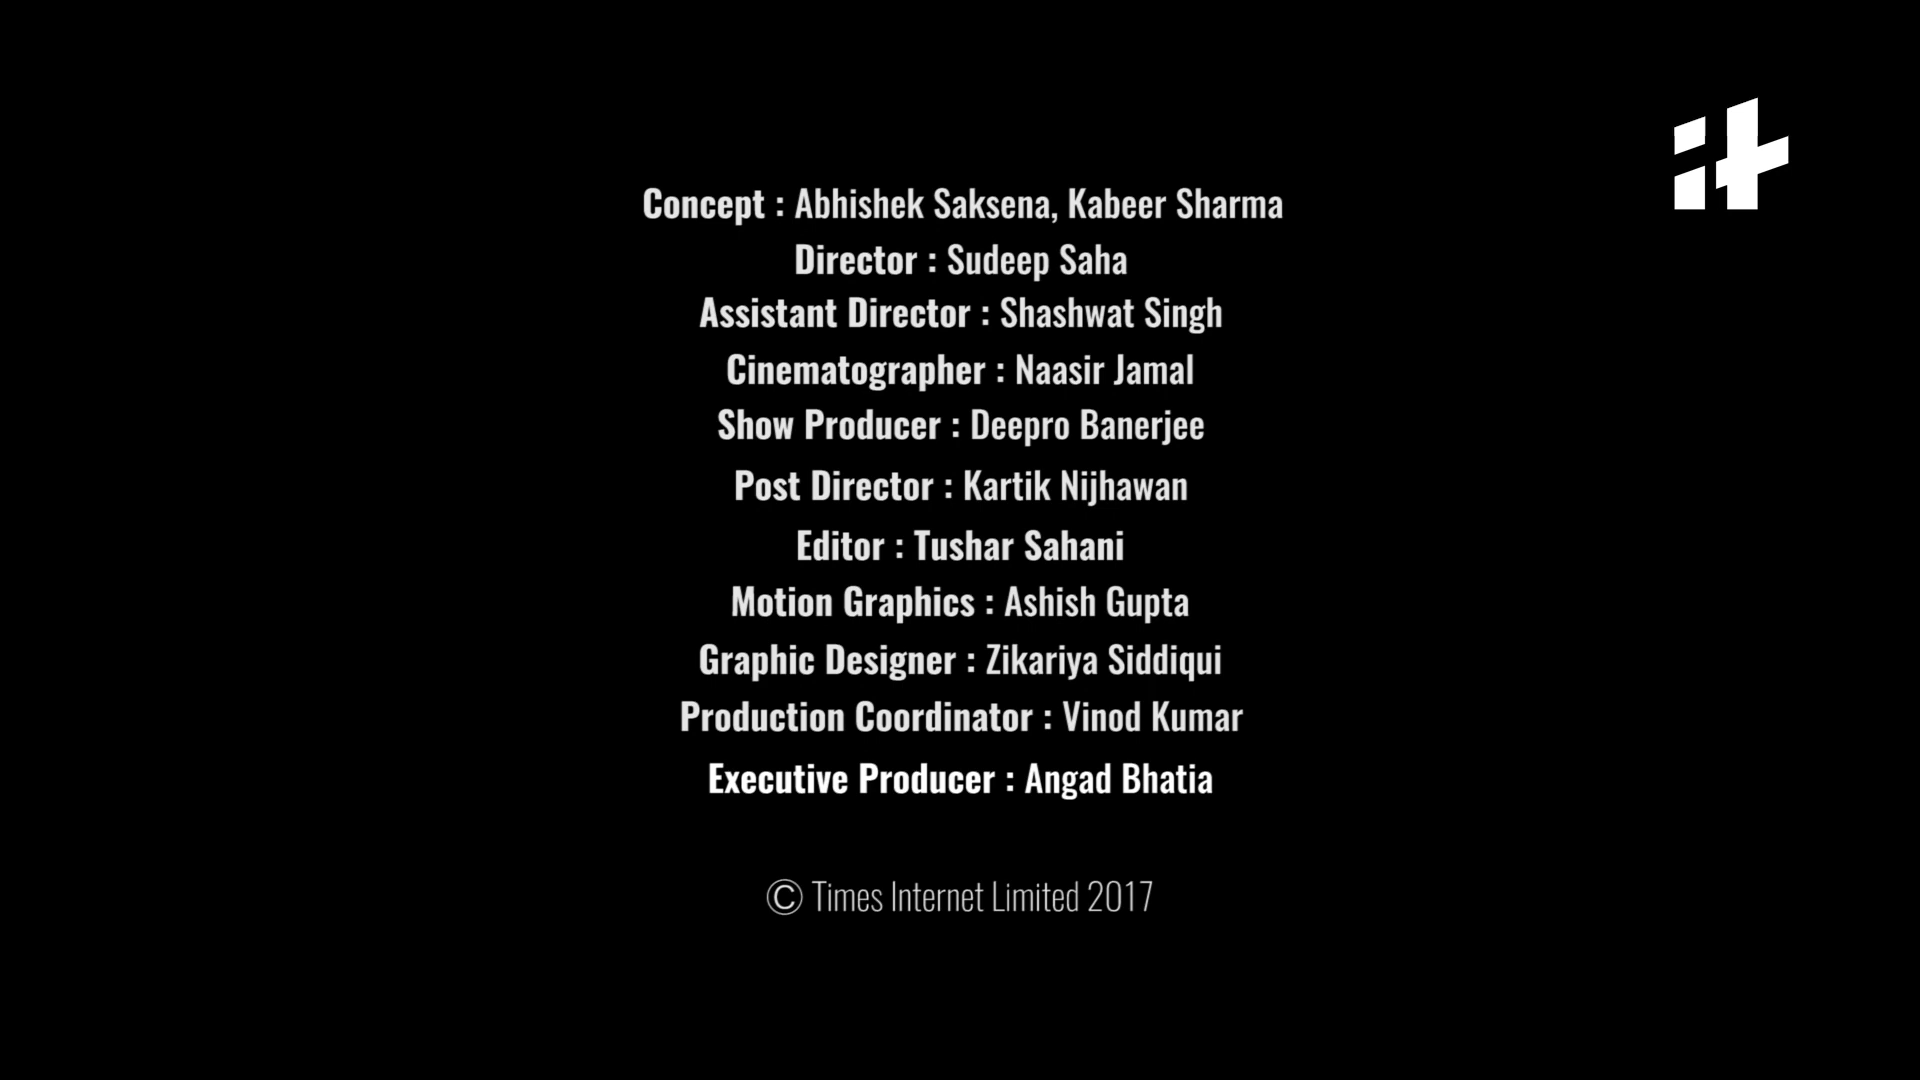 it
Concept : Abhishek Saksena, Kabeer Sharma
Director : Sudeep Saha
Assistant Director : Shashwat Singh
Cinematographer : Naasir Jamal
Show Producer : Deepro Banerjee
Post Director : Kartik Nijhawan
Editor : Tushar Sahani
Motion Graphics : Ashish Gupta
Graphic Designer : Zikariya Siddiqui
Production Coordinator : Vinod Kumar
Executive Producer : Angad Bhatia
© Times Internet Limited 2017